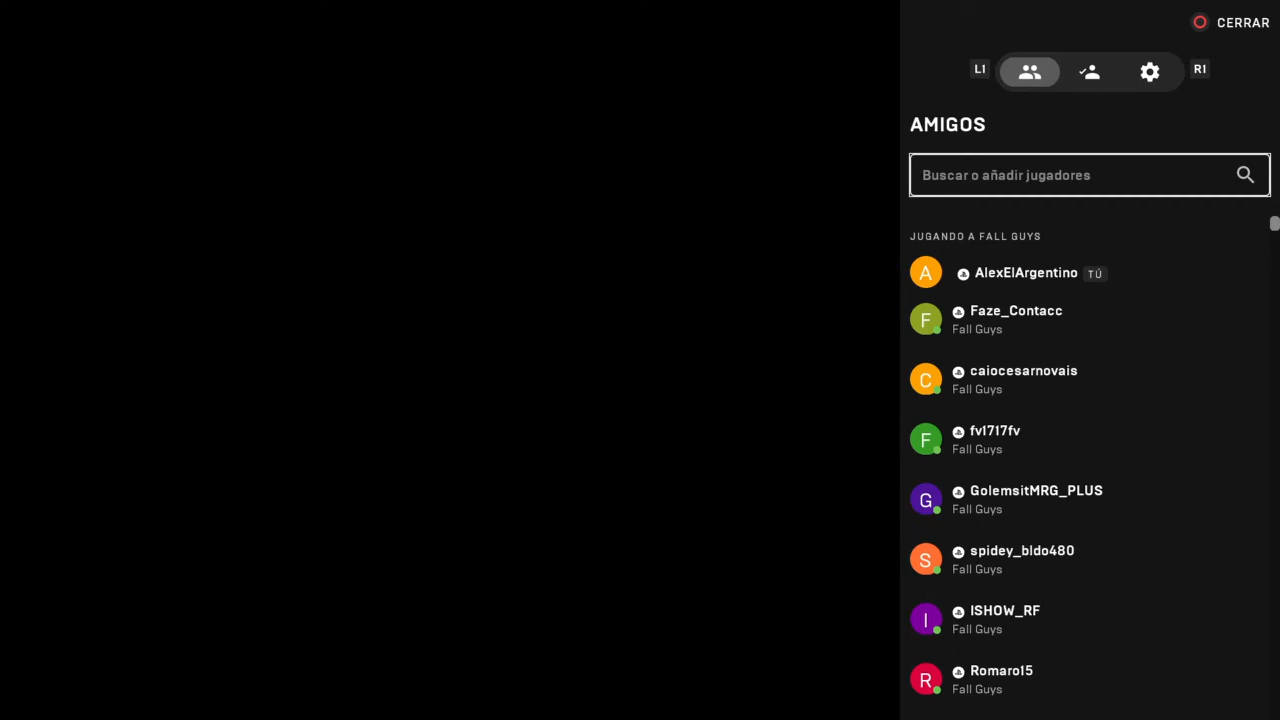 CERRAR
L1
R1
AMIGOS
Buscar o añadir jugadores
JUGANDO A FALL GUYS
A
AlexElArgentino TÚ
F
Faze_Contacc
Fall Guys
C
caiocesarnovais
Fall Guys
F
fv1717fv
Fall Guys
G
GolemsitMRG_PLUS
Fall Guys
S
spidey_bldo480
Fall Guys
I
ISHOW_RF
Fall Guys
R
Romaro15
Fall Guys